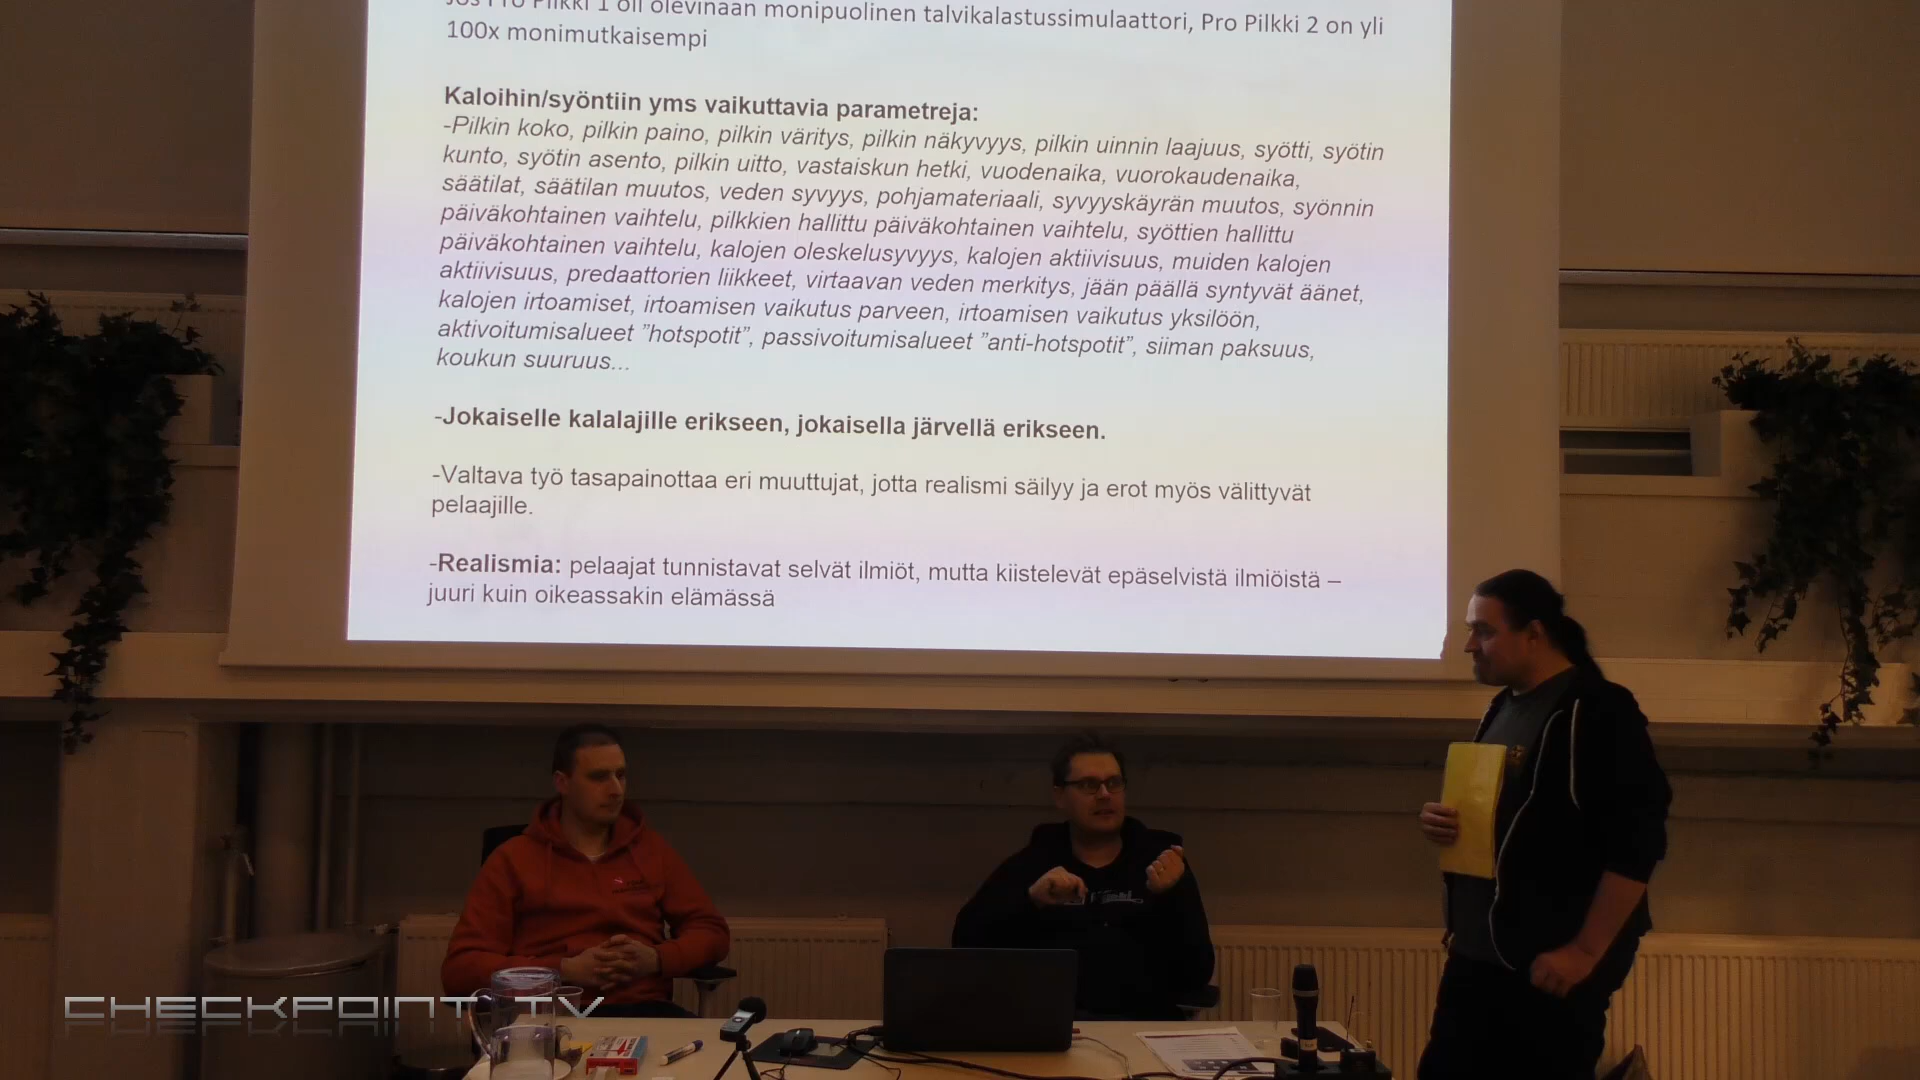 Jos Pro Pilkki 1 oli olevinaan monipuolinen talvikalastussimulaattori, Pro Pilkki 2 on yli
100x monimutkaisempi
Kaloihin/syöntiin yms vaikuttavia parametreja:
-Pilkin koko, pilkin paino, pilkin väritys, pilkin näkyvyys, pilkin uinnin laajuus, syötti, syötin
kunto, syötin asento, pilkin uitto, vastaiskun hetki, vuodenaika, vuorokaudenaika,
säätilat, säätilan muutos, veden syvyys, pohjamateriaali, syvyyskäyrän muutos, syönnin
päiväkohtainen vaihtelu, pilkkien hallittu päiväkohtainen vaihtelu, syöttien hallittu
päiväkohtainen vaihtelu, kalojen oleskelusyvyys, kalojen aktiivisuus, muiden kalojen
aktiivisuus, predaattorien liikkeet, virtaavan veden merkitys, jään päällä syntyvät äänet,
kalojen irtoamiset, irtoamisen vaikutus parveen, irtoamisen vaikutus yksilöön,
aktivoitumisalueet ”hotspotit”, passivoitumisalueet ”anti-hotspotit”, siiman paksuus,
koukun suuruus...
-Jokaiselle kalalajille erikseen, jokaisella järvellä erikseen.
-Valtava työ tasapainottaa eri muuttujat, jotta realismi säilyy ja erot myös välittyvät
pelaajille.
-Realismia: pelaajat tunnistavat selvät ilmiöt, mutta kiistelevät epäselvistä ilmiöistä –
juuri kuin oikeassakin elämässä
CHECKPOINT TV